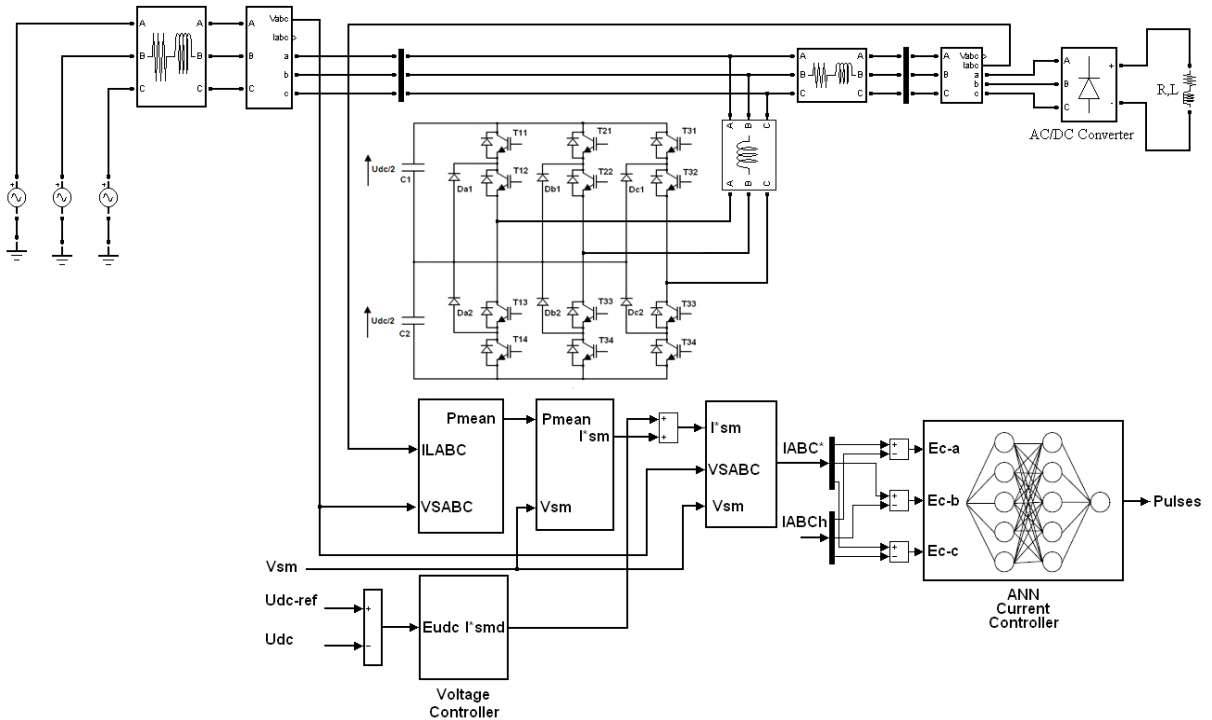 A
B
C
A
B
C
A
B
C
Vabc
Iabc
a
b
c
A
B
C
A
B
C
A
B
C
Vabc
Iabc
a
b
c
A
B
C
+
-
R,L
AC/DC Converter
+
+
+
Udc/2
C1
T11
T12
Da1
T21
T22
Db1
T31
T32
Dc1
A
B
C
A
B
C
Udc/2
C2
T13
T14
Da2
T33
T34
Db2
T33
T34
Dc2
Pmean
ILABC
VSABC
Pmean
I*sm
Vsm
+
+
I*sm
VSABC
Vsm
IABC*
IABCh
+
−
+
−
+
−
Ec-a
Ec-b
Ec-c
Pulses
ANN
Current
Controller
Vsm
Udc-ref
Udc
+
−
Eudc I*smd
Voltage
Controller